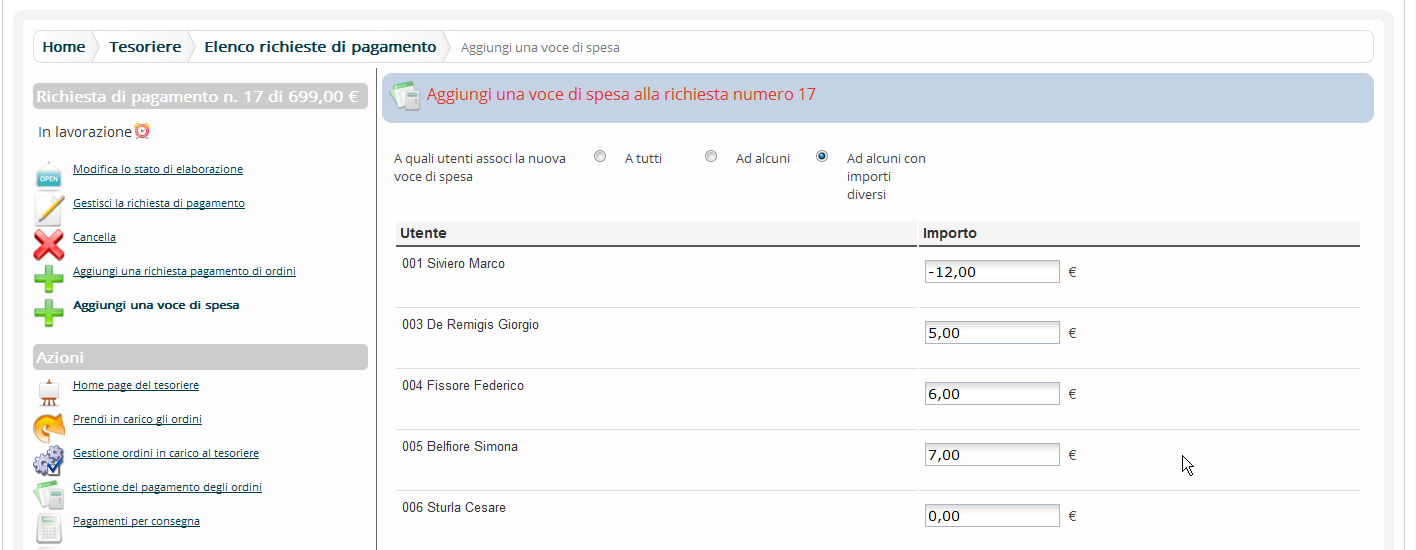 Home Tesoriere Elenco richieste di pagamento Aggiungi una voce di spesa
Richiesta di pagamento n. 17 di 699,00 €
In lavorazione
OPEN
Modifica lo stato di elaborazione
Gestisci la richiesta di pagamento
Cancella
Aggiungi una richiesta pagamento di ordini
Aggiungi una voce di spesa
Azioni
Home page del tesoriere
Prendi in carico gli ordini
Gestione ordini in carico al tesoriere
Gestione del pagamento degli ordini
Pagamenti per consegna
Aggiungi una voce di spesa alla richiesta numero 17
A quali utenti associ la nuova
voce di spesa
A tutti
Ad alcuni
Ad alcuni con
importi
diversi
Utente Importo
001 Siviero Marco -12,00 €
003 De Remigis Giorgio 5,00 €
004 Fissore Federico 6,00 €
005 Belfiore Simona 7,00 €
006 Sturla Cesare 0,00 €